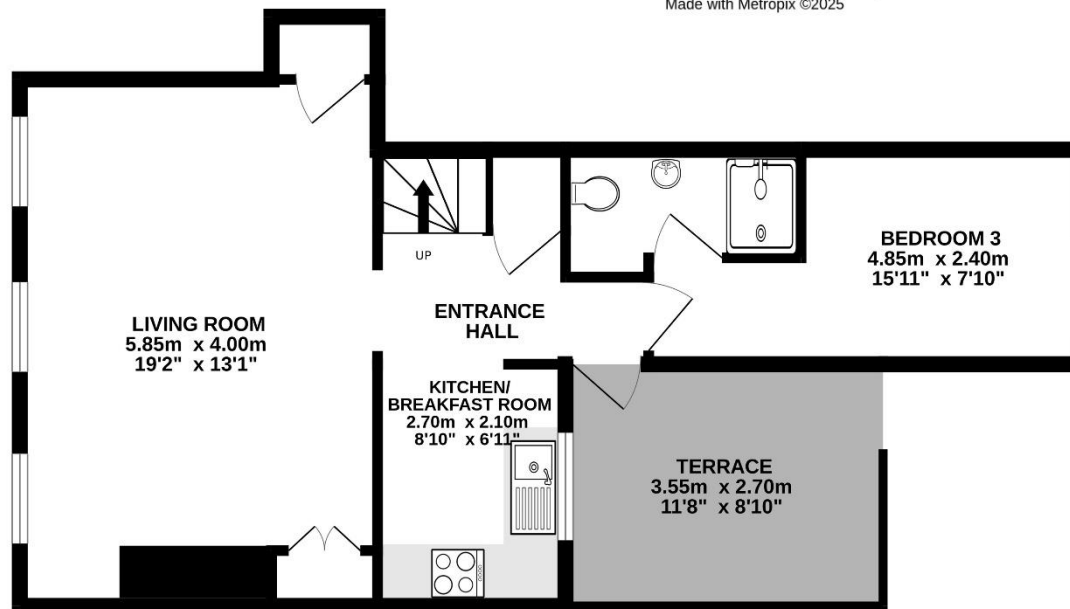 Made with Metropix ©2025
BEDROOM 3
4.85m x 2.40m
15'11" x 7'10"
UP
ENTRANCE
HALL
LIVING ROOM
5.85m x 4.00m
19'2" x 13'1"
KITCHEN/
BREAKFAST ROOM
2.70m x 2.10m
8'10" x 6'11"
TERRACE
3.55m x 2.70m
11'8" x 8'10"